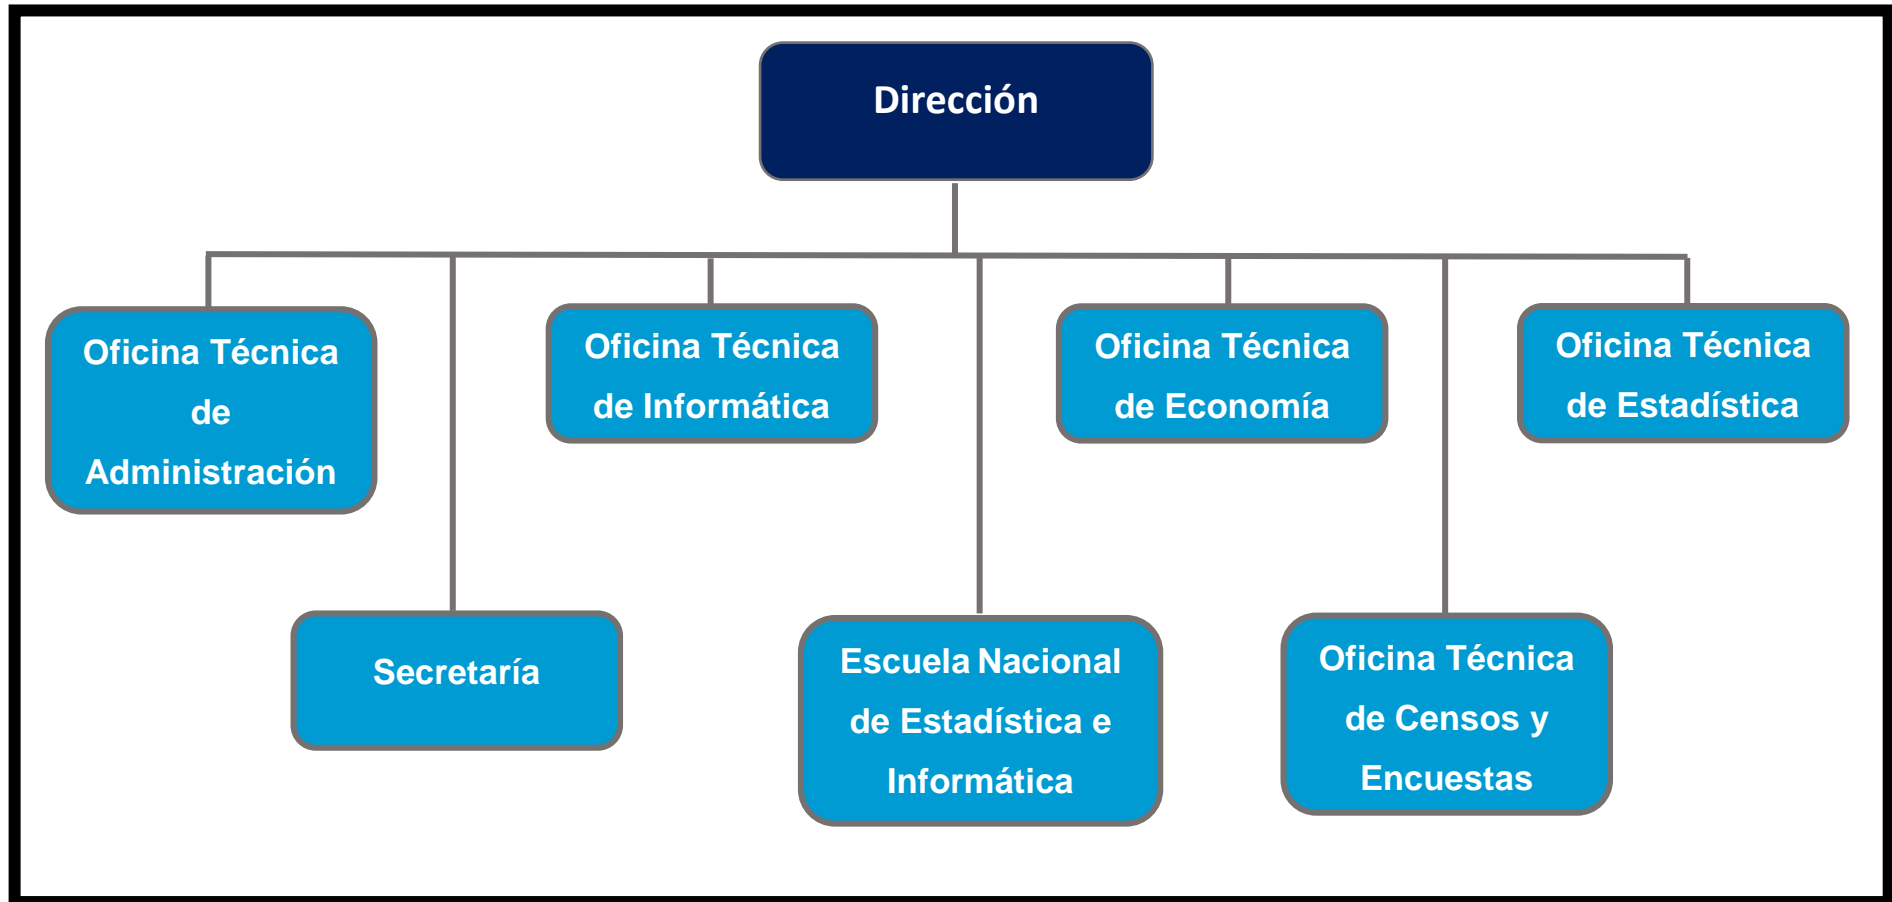 Dirección
Oficina Técnica
de
Administración
Oficina Técnica
de Informática
Oficina Técnica
de Economía
Oficina Técnica
de Estadística
Secretaría
Escuela Nacional
de Estadística e
Informática
Oficina Técnica
de Censos y
Encuestas